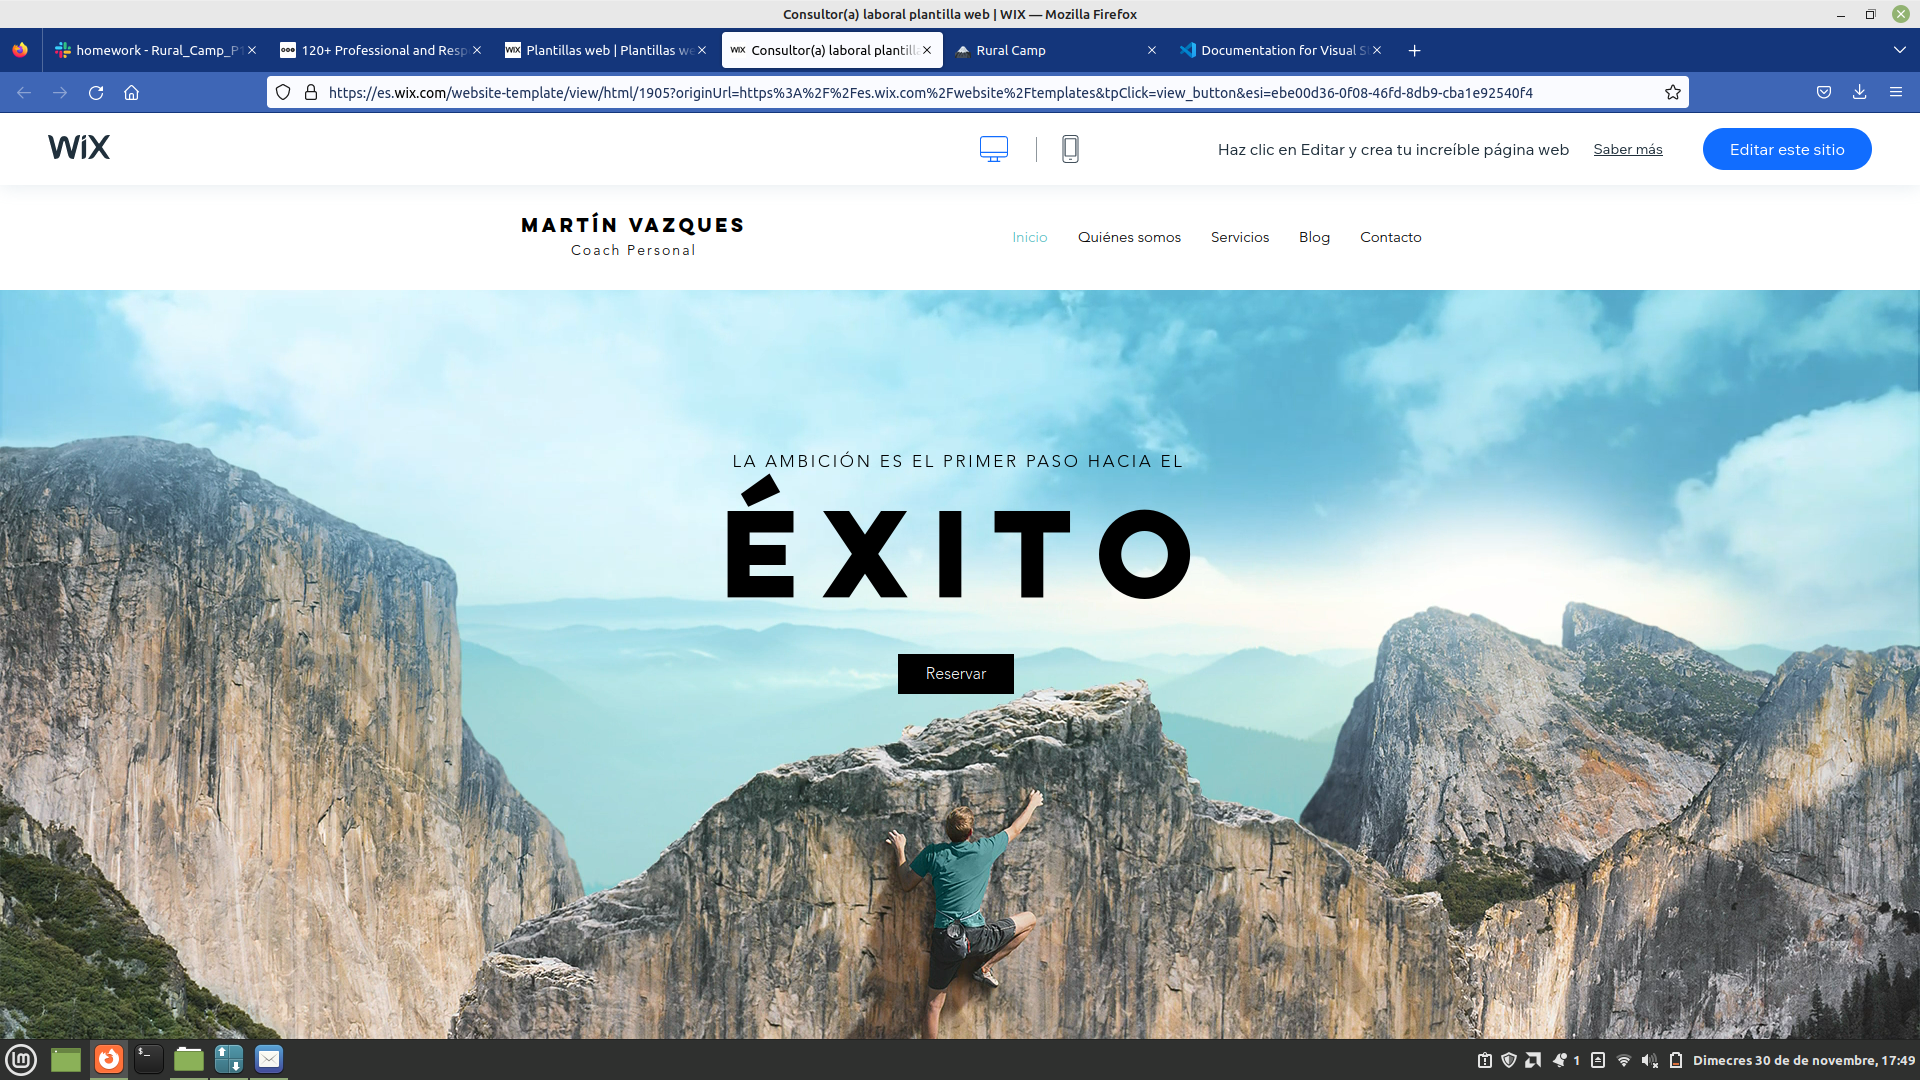 Consultor(a) laboral plantilla web | WIX — Mozilla Firefox
homework - Rural_Camp_P1
120+ Professional and Resp
Plantillas web | Plantillas we
Consultor(a) laboral plantilla
Rural Camp
Documentation for Visual St
https://es.wix.com/website-template/view/html/1905?originUrl=https%3A%2F%2Fes.wix.com%2Fwebsite%2Ftemplates&tpClick=view_button&esi=ebe00d36-0f08-46fd-8db9-cba1e92540f4
WiX
Haz clic en Editar y crea tu increíble página web
Saber más
Editar este sitio
MARTÍN VAZQUES
Coach Personal
Inicio
Quiénes somos
Servicios
Blog
Contacto
LA AMBICIÓN ES EL PRIMER PASO HACIA EL
ÉXITO
Reservar
1
Dimecres 30 de de novembre, 17:49